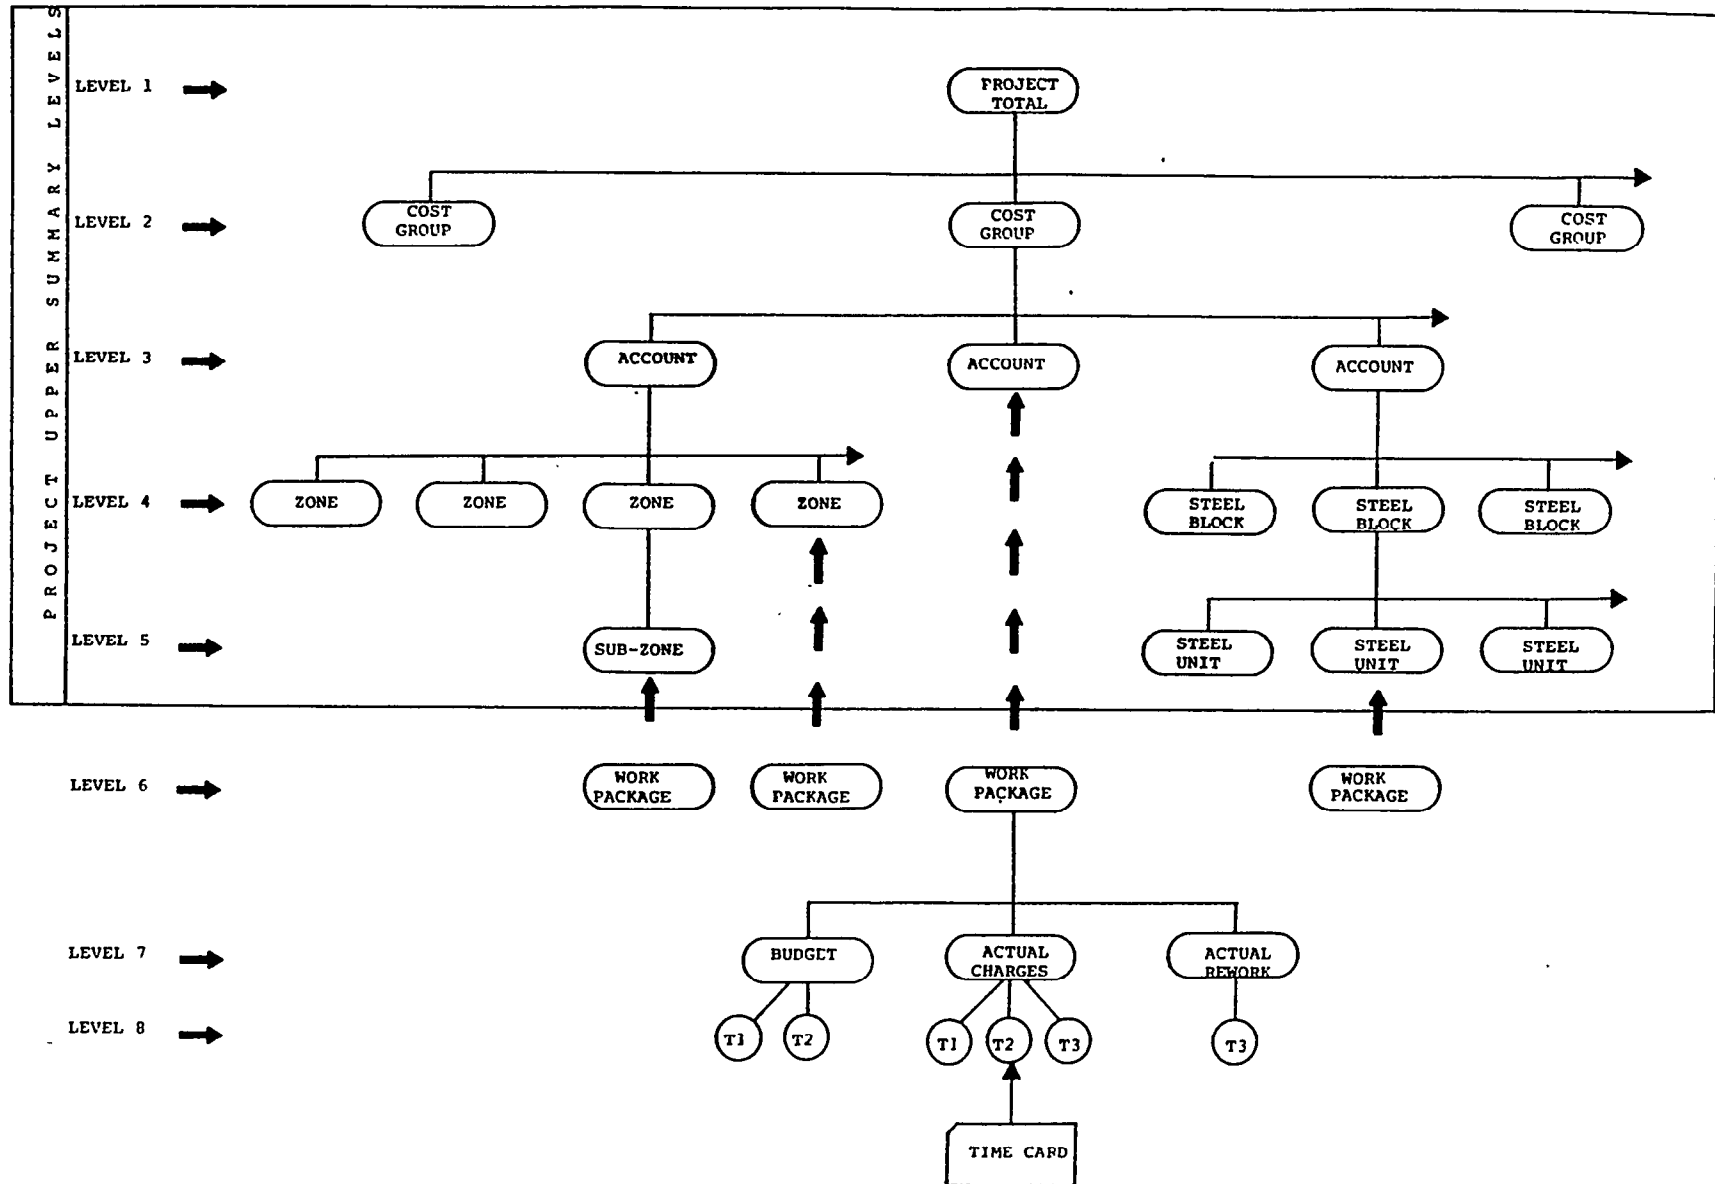 PROJECT UPPER SUMMARY LEVELS
LEVEL 1
PROJECT
TOTAL
LEVEL 2
COST
GROUP
COST
GROUP
COST
GROUP
LEVEL 3
ACCOUNT
ACCOUNT
ACCOUNT
LEVEL 4
ZONE
ZONE
ZONE
ZONE
STEEL
BLOCK
STEEL
BLOCK
STEEL
BLOCK
LEVEL 5
SUB-ZONE
STEEL
UNIT
STEEL
UNIT
STEEL
UNIT
LEVEL 6
WORK
PACKAGE
WORK
PACKAGE
WORK
PACKAGE
WORK
PACKAGE
LEVEL 7
BUDGET
ACTUAL
CHARGES
ACTUAL
REWORK
LEVEL 8
T1
T2
T1
T2
T3
T3
TIME CARD